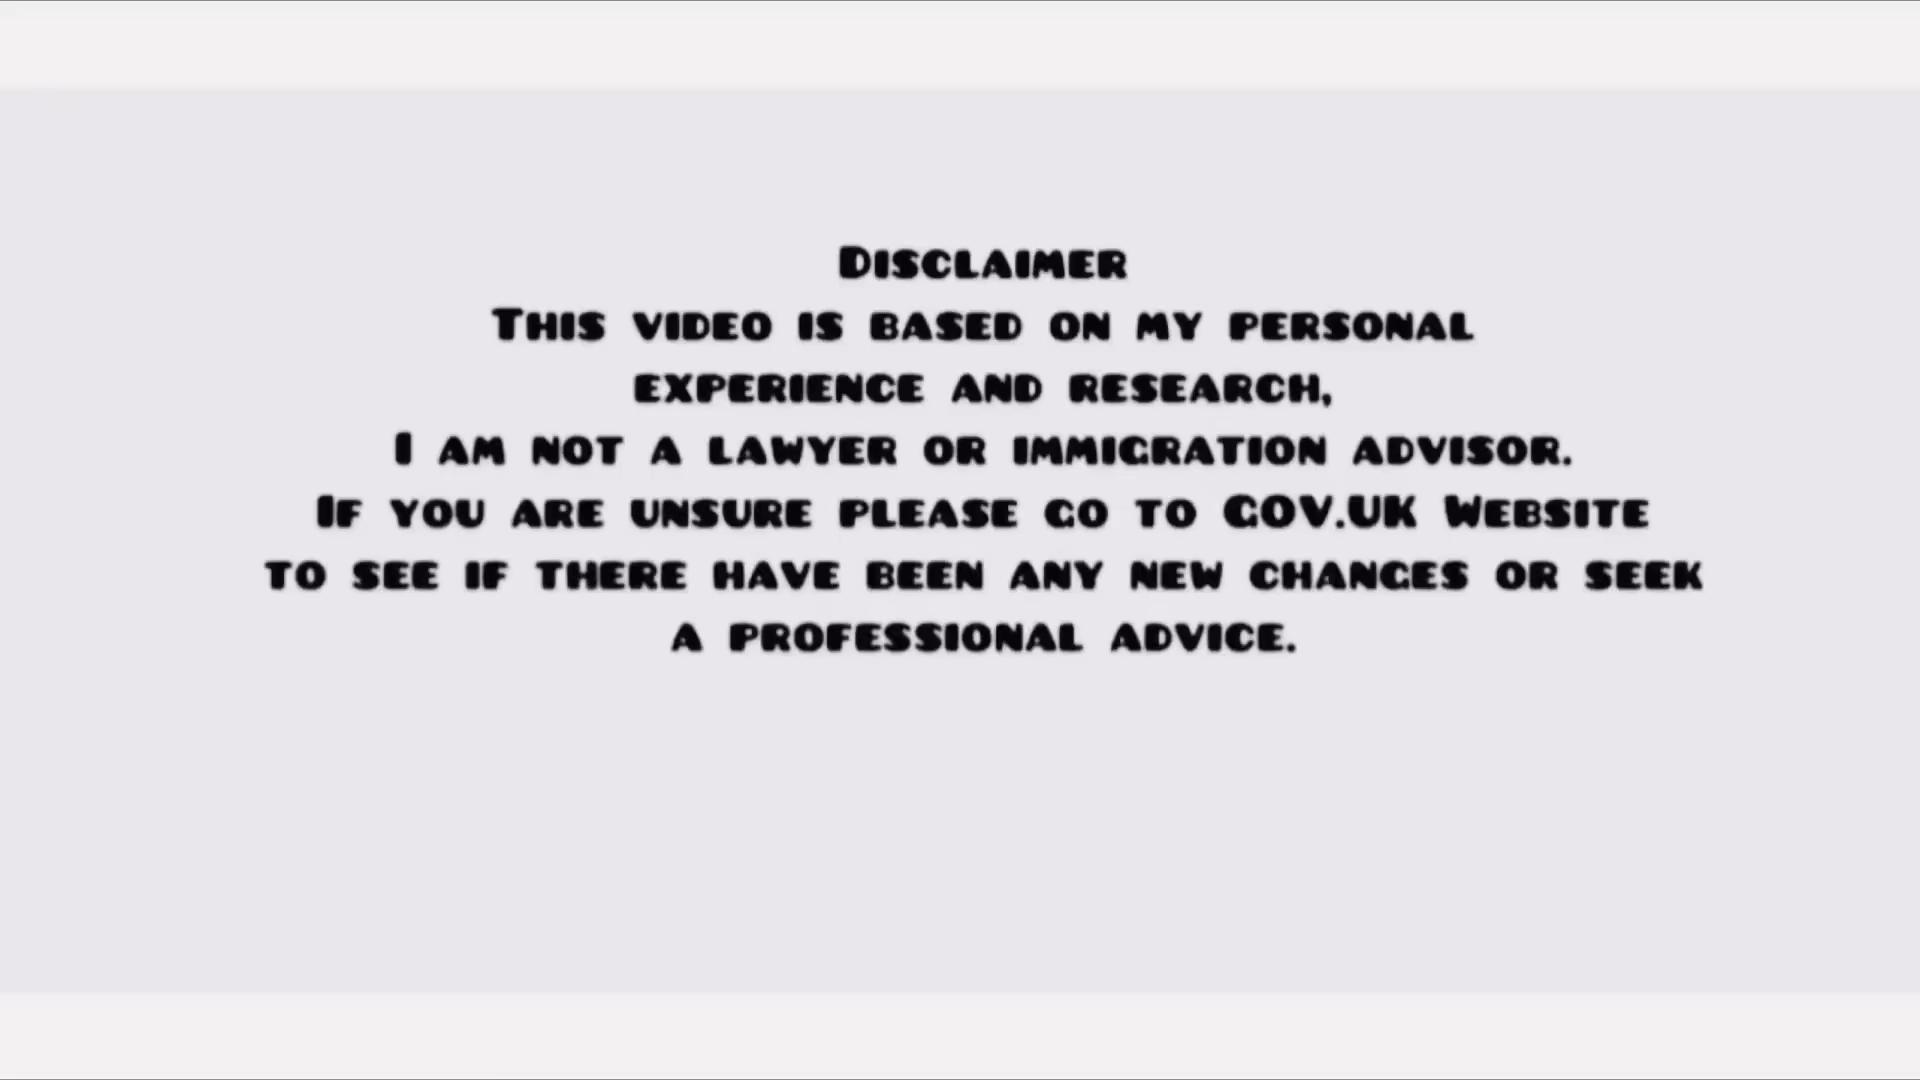 Disclaimer
This video is based on my personal
experience and research,
I am not a lawyer or immigration advisor.
If you are unsure please go to GOV.UK Website
to see if there have been any new changes or seek
a professional advice.